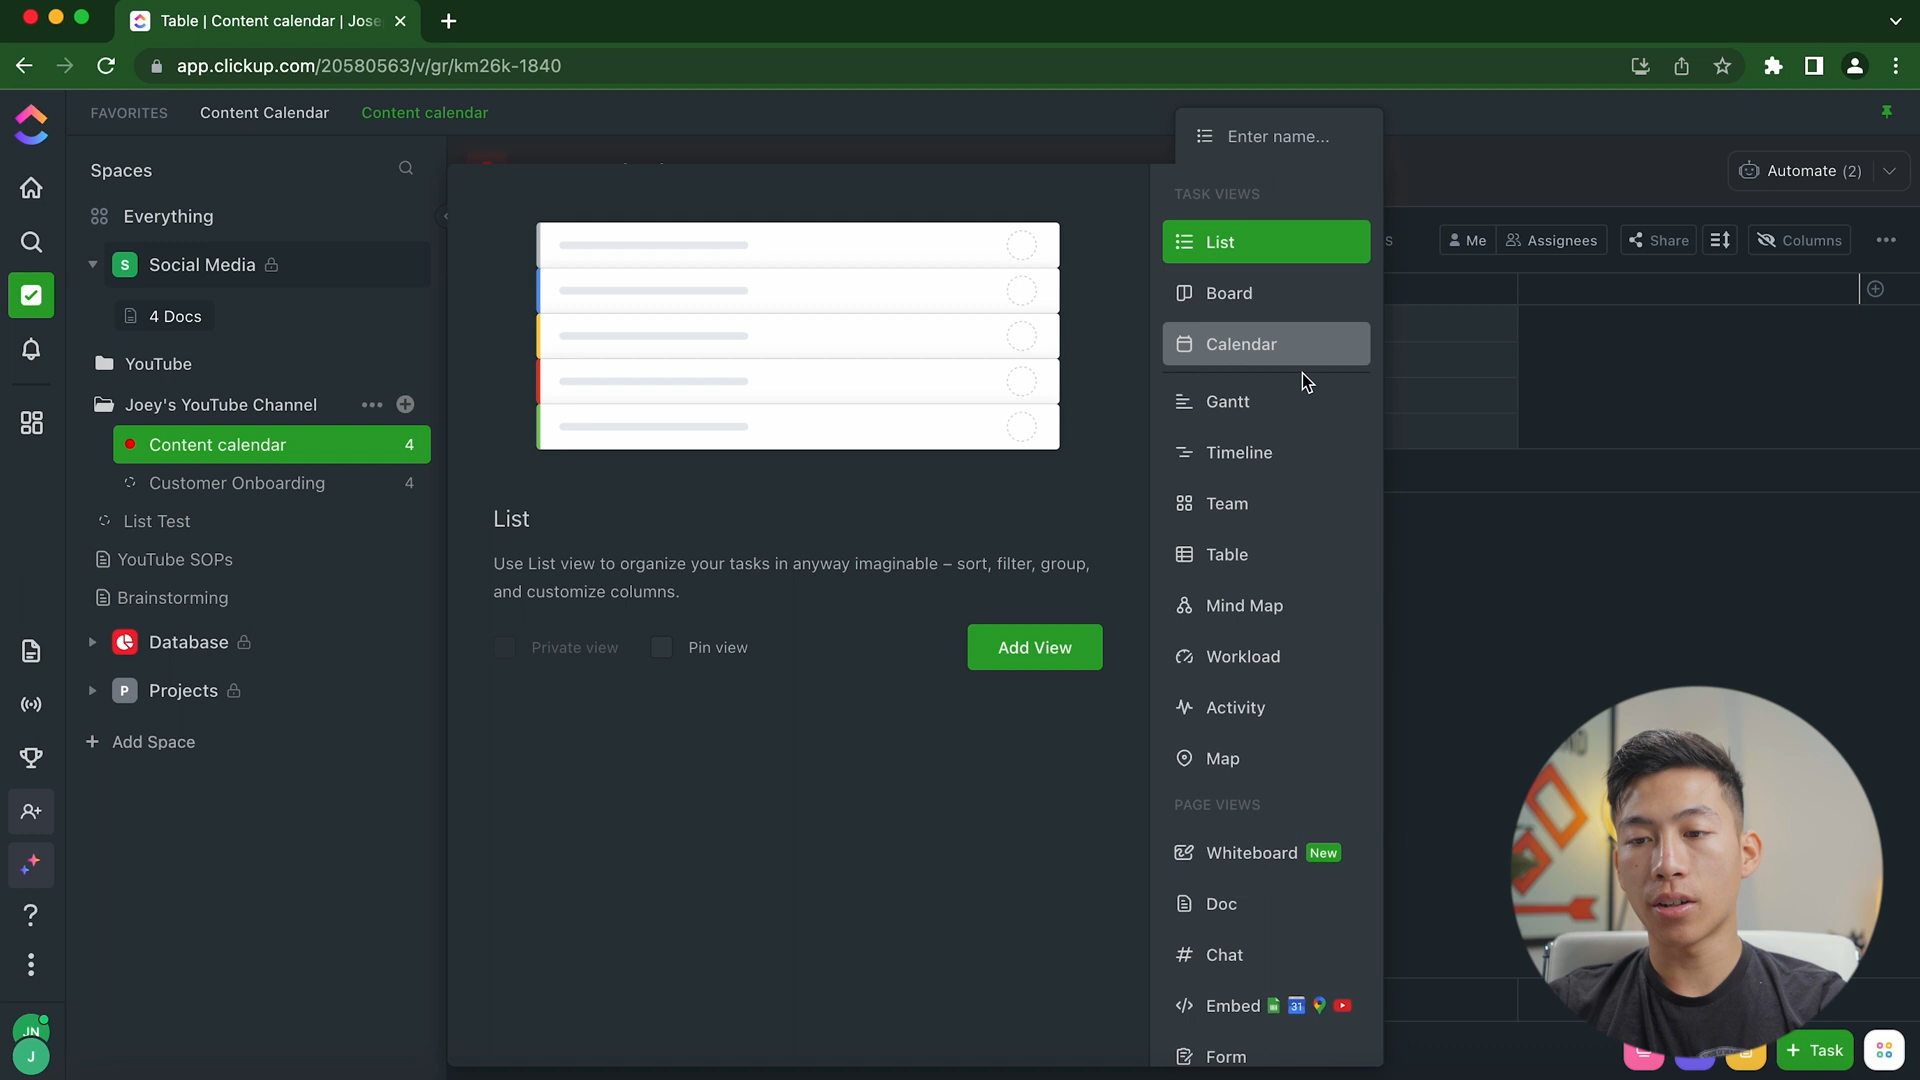 Table | Content calendar | Jose
app.clickup.com/20580563/v/gr/km26k-1840
FAVORITES
Content Calendar
Content calendar
Enter name...
Spaces
Automate (2)
TASK VIEWS
Everything
List
Me
Assignees
Share
Columns
S
Social Media
Board
4 Docs
Calendar
YouTube
Joey's YouTube Channel
Gantt
Content calendar 4
Timeline
Customer Onboarding 4
Team
List
List Test
Table
YouTube SOPs
Use List view to organize your tasks in anyway imaginable – sort, filter, group,
and customize columns.
Brainstorming
Mind Map
Database
Private view
Pin view
Add View
Workload
P
Projects
Activity
Add Space
Map
PAGE VIEWS
Whiteboard New
Doc
Chat
Embed 31
JN
J
Form
+ Task